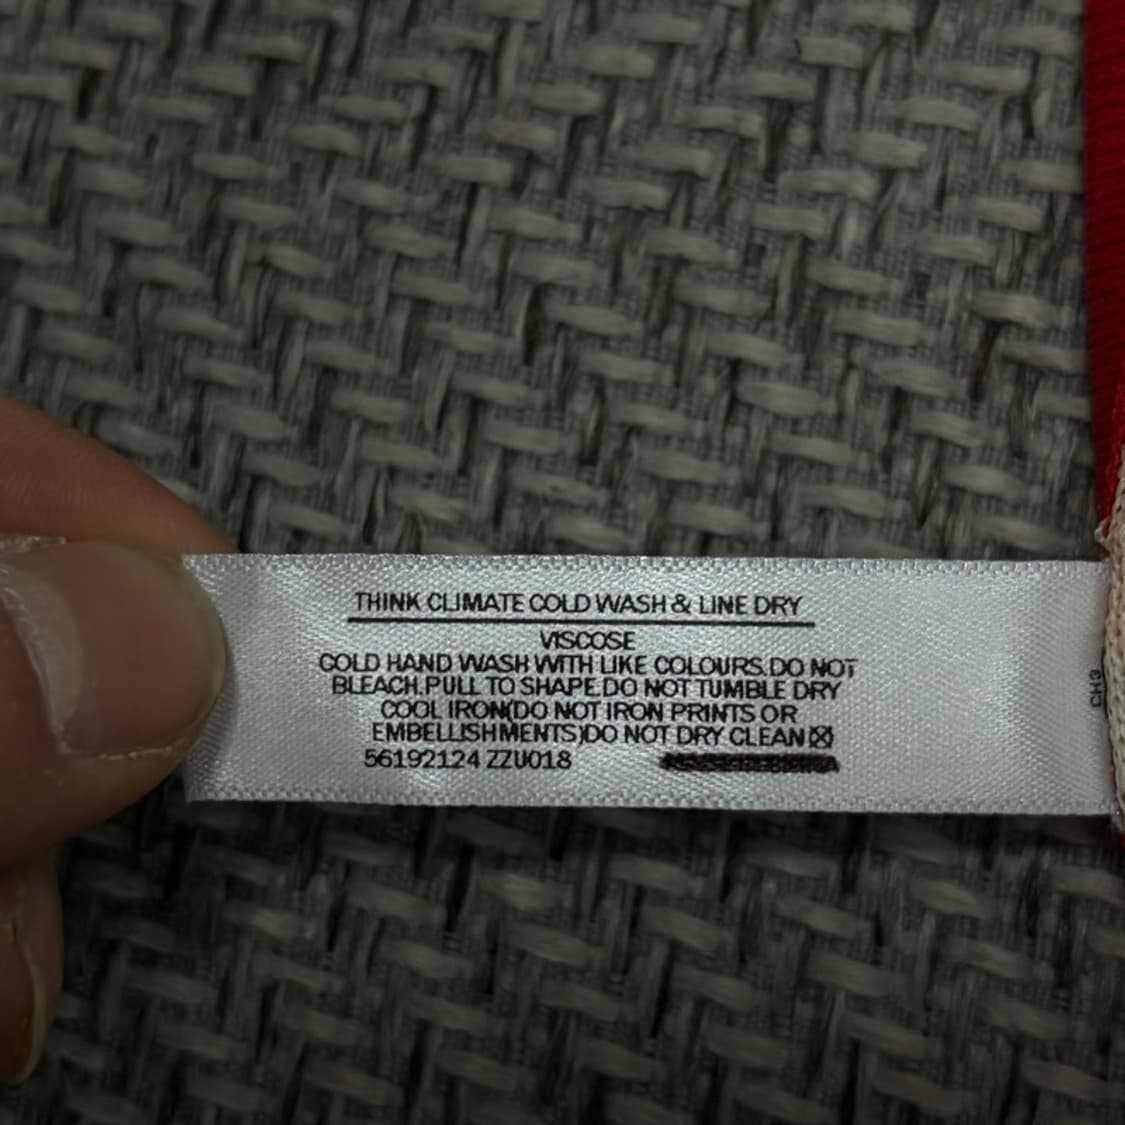 THINK CLIMATE COLD WASH & LINE DRY
VISCOSE
COLD HAND WASH WITH LIKE COLOURS.DO NOT
BLEACH.PULL TO SHAPE.DO NOT TUMBLE DRY
COOL IRON(DO NOT IRON PRINTS OR
EMBELLISHMENTS)DO NOT DRY CLEAN
56192124 ZZU018
CH3